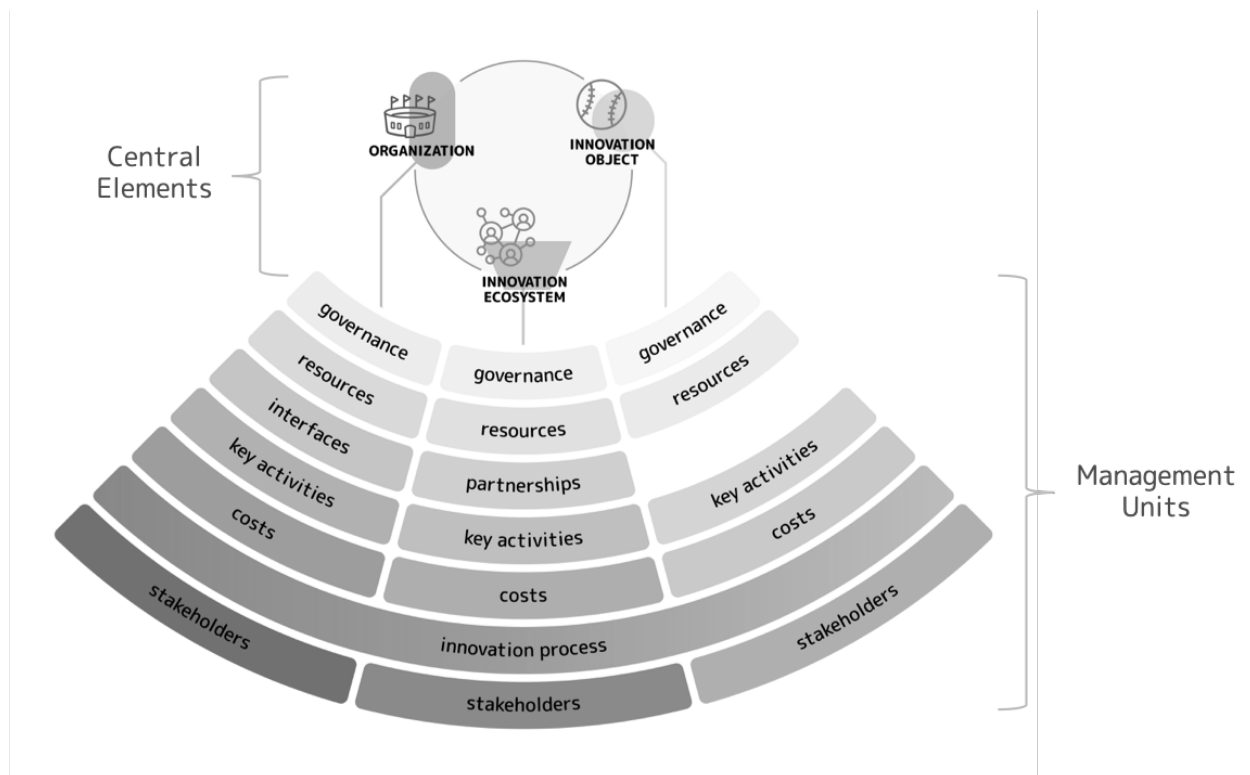 Central
Elements
ORGANIZATION
INNOVATION
OBJECT
INNOVATION
ECOSYSTEM
governance
governance
governance
resources
resources
resources
interfaces
partnerships
key activities
key activities
key activities
costs
costs
costs
innovation process
stakeholders
stakeholders
stakeholders
Management
Units